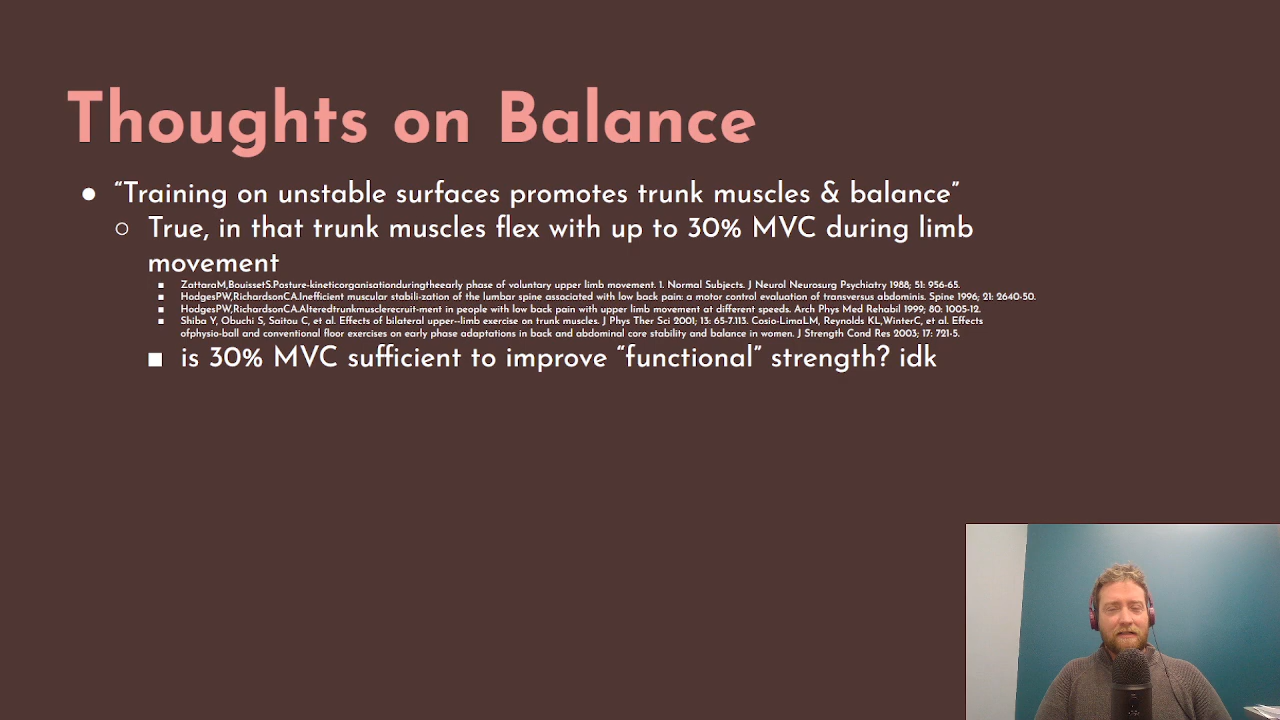 Thoughts on Balance
● “Training on unstable surfaces promotes trunk muscles & balance”
○ True, in that trunk muscles flex with up to 30% MVC during limb
movement
■ ZattaraM,BouissetS.Posture-kineticorganisationduringtheearly phase of voluntary upper limb movement. 1. Normal Subjects. J Neurol Neurosurg Psychiatry 1988; 51: 956-65.
■ HodgesPW,RichardsonCA.Inefficient muscular stabili-zation of the lumbar spine associated with low back pain: a motor control evaluation of transversus abdominis. Spine 1996; 21: 2640-50.
■ HodgesPW,RichardsonCA.Alteredtrunkmusclerecruit-ment in people with low back pain with upper limb movement at different speeds. Arch Phys Med Rehabil 1999; 80: 1005-12.
■ Shiba Y, Obuchi S, Saitou C, et al. Effects of bilateral upper--limb exercise on trunk muscles. J Phys Ther Sci 2001; 13: 65-7.113. Cosio-LimaLM, Reynolds KL,WinterC, et al. Effects
ofphysio-ball and conventional floor exercises on early phase adaptations in back and abdominal core stability and balance in women. J Strength Cond Res 2003; 17: 721-5.
■ is 30% MVC sufficient to improve “functional” strength? idk